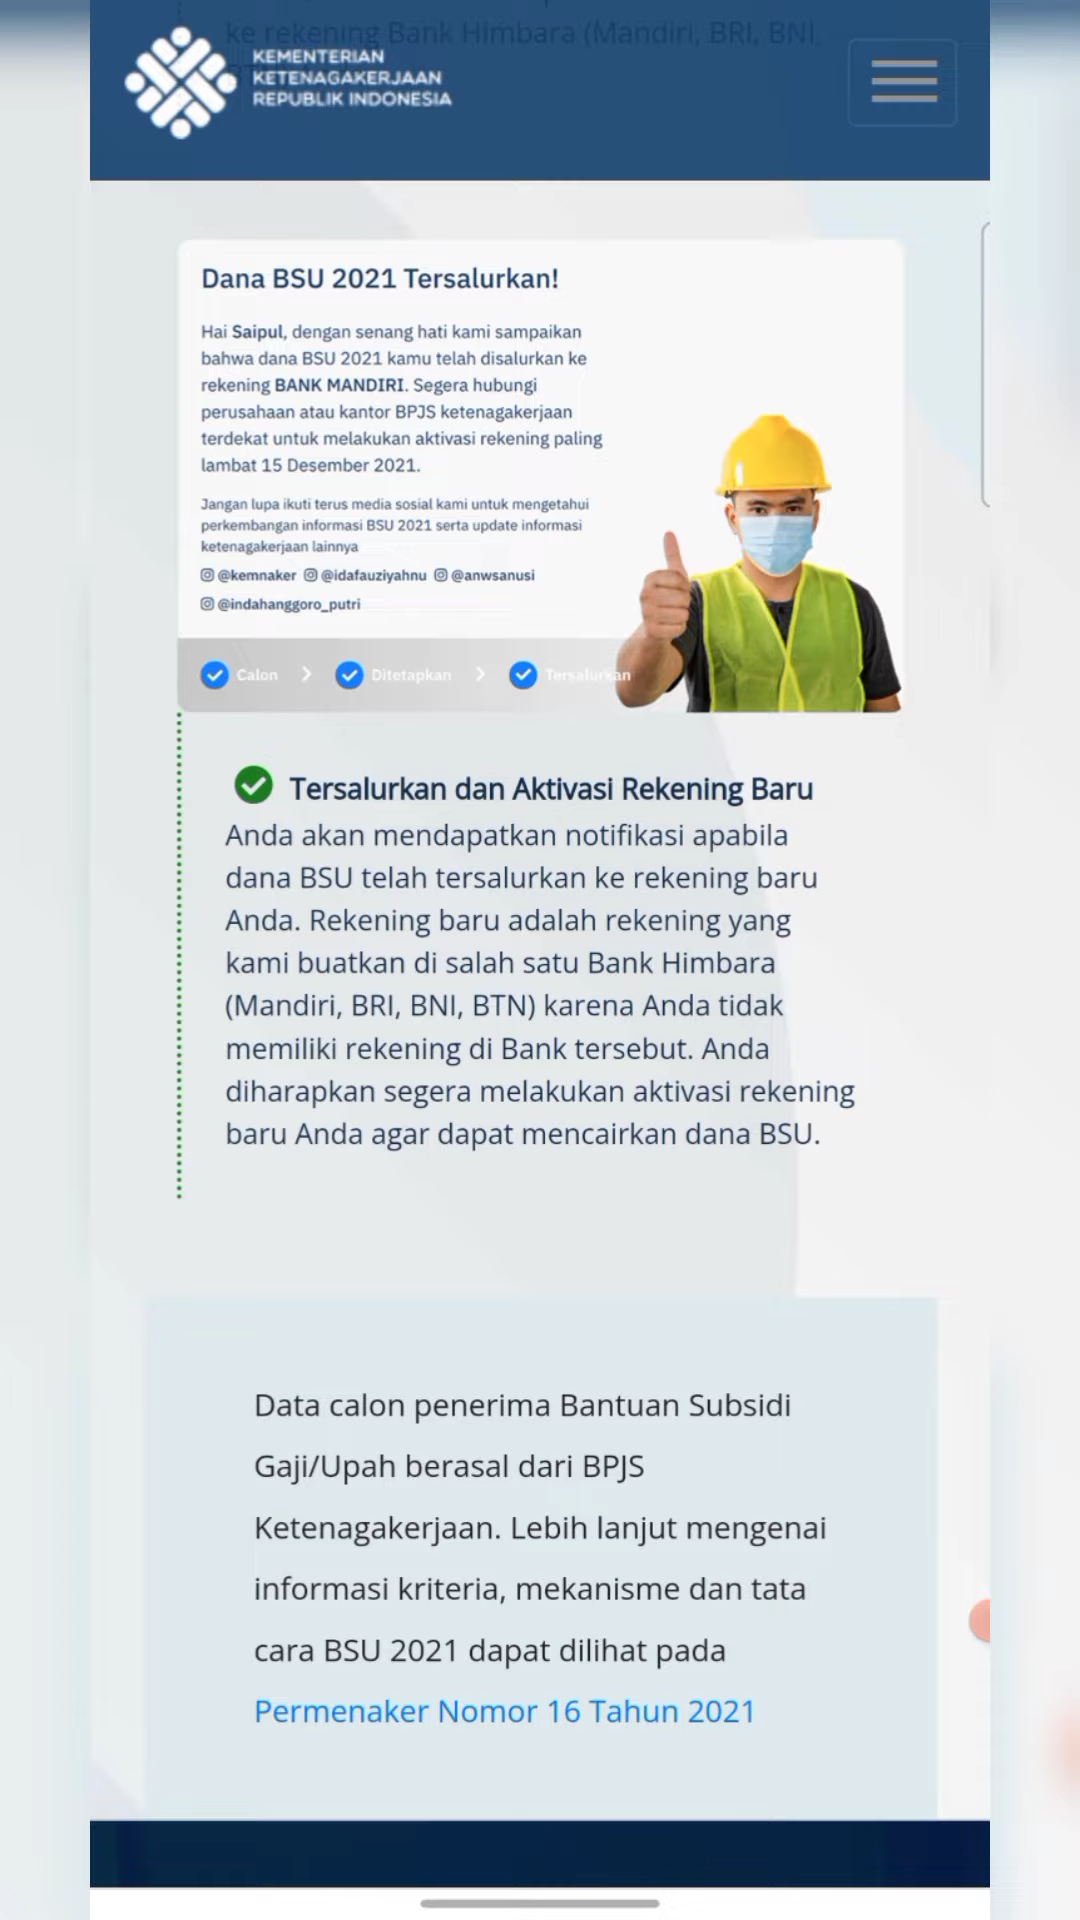 ke rekening Bank Himbara (Mandiri, BRI, BNI,
KEMENTERIAN
KETENAGAKERJAAN
REPUBLIK INDONESIA
Dana BSU 2021 Tersalurkan!
Hai Saipul, dengan senang hati kami sampaikan
bahwa dana BSU 2021 kamu telah disalurkan ke
rekening BANK MANDIRI. Segera hubungi
perusahaan atau kantor BPJS ketenagakerjaan
terdekat untuk melakukan aktivasi rekening paling
lambat 15 Desember 2021.
Jangan lupa ikuti terus media sosial kami untuk mengetahui
perkembangan informasi BSU 2021 serta update informasi
ketenagakerjaan lainnya
@kemnaker @idafauziyahnu @anwsanusi
@indahanggoro_putri
Calon > Ditetapkan > Tersalurkan
Tersalurkan dan Aktivasi Rekening Baru
Anda akan mendapatkan notifikasi apabila
dana BSU telah tersalurkan ke rekening baru
Anda. Rekening baru adalah rekening yang
kami buatkan di salah satu Bank Himbara
(Mandiri, BRI, BNI, BTN) karena Anda tidak
memiliki rekening di Bank tersebut. Anda
diharapkan segera melakukan aktivasi rekening
baru Anda agar dapat mencairkan dana BSU.
Data calon penerima Bantuan Subsidi
Gaji/Upah berasal dari BPJS
Ketenagakerjaan. Lebih lanjut mengenai
informasi kriteria, mekanisme dan tata
cara BSU 2021 dapat dilihat pada
Permenaker Nomor 16 Tahun 2021